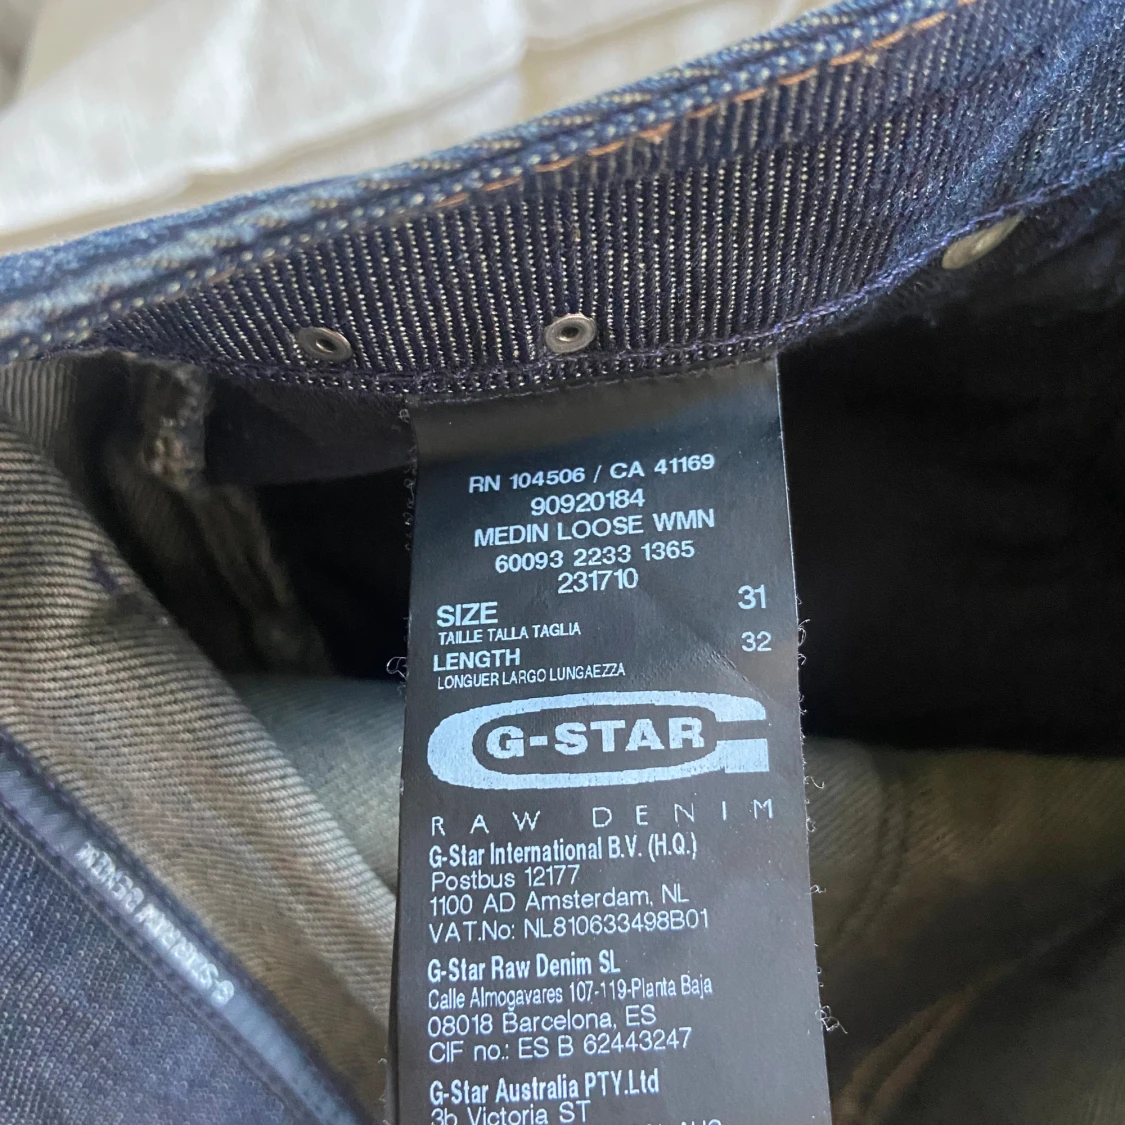 RN 104506 / CA 41169
90920184
MEDIN LOOSE WMN
60093 2233 1365
231710
SIZE 31
TAILLE TALLA TAGLIA
LENGTH 32
LONGUER LARGO LUNGAEZZA
G-STAR
RAW DENIM
G-Star International B.V. (H.Q.)
Postbus 12177
1100 AD Amsterdam, NL
VAT.No: NL810633498B01
G-Star Raw Denim SL
Calle Almogavares 107-119-Planta Baja
08018 Barcelona, ES
CIF no.: ES B 62443247
G-Star Australia PTY.Ltd
3b Victoria ST